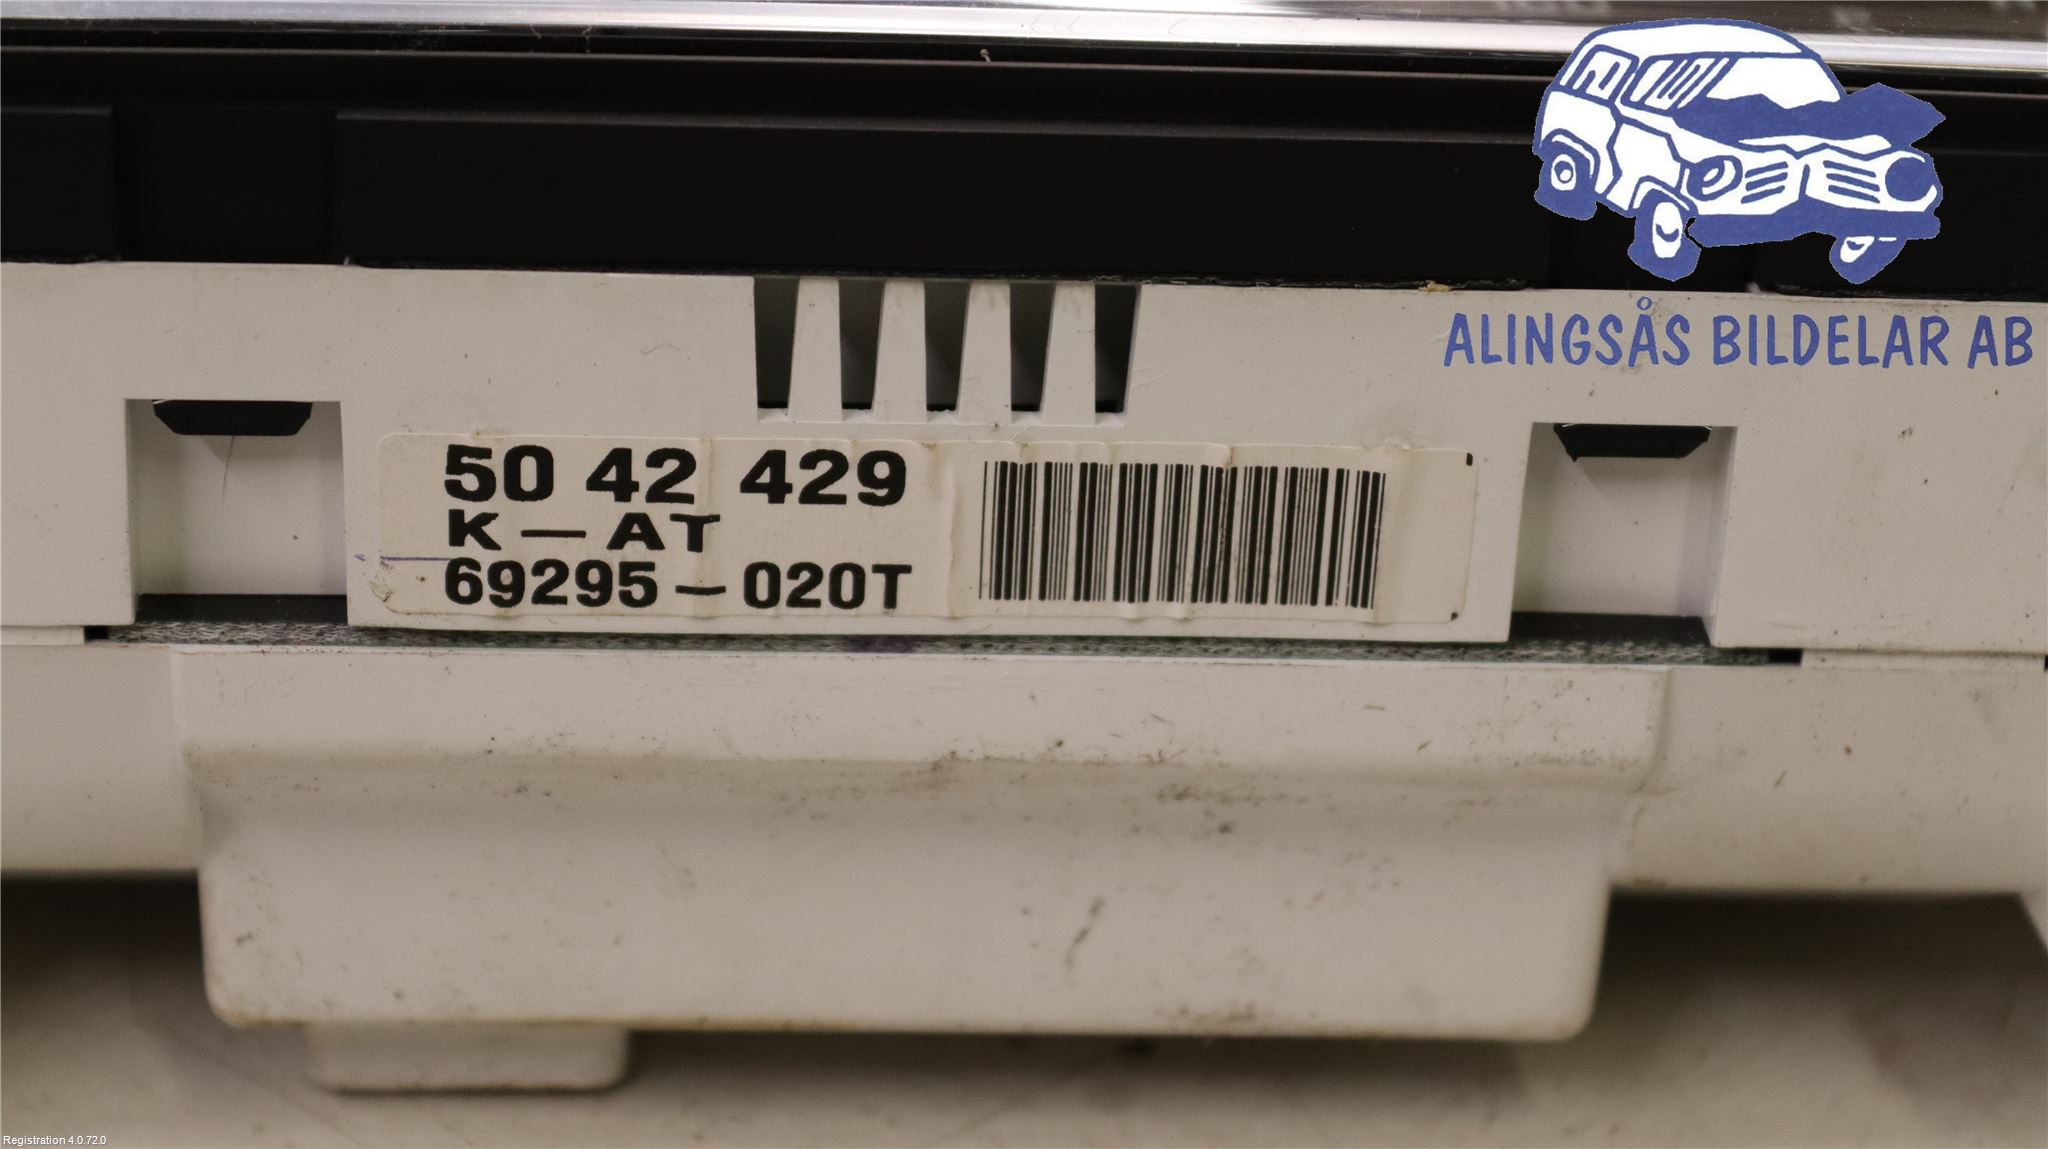 ALINGSÅS BILDELAR AB
50 42 429
K–AT
69295–020T
Registration 4.0.72.0